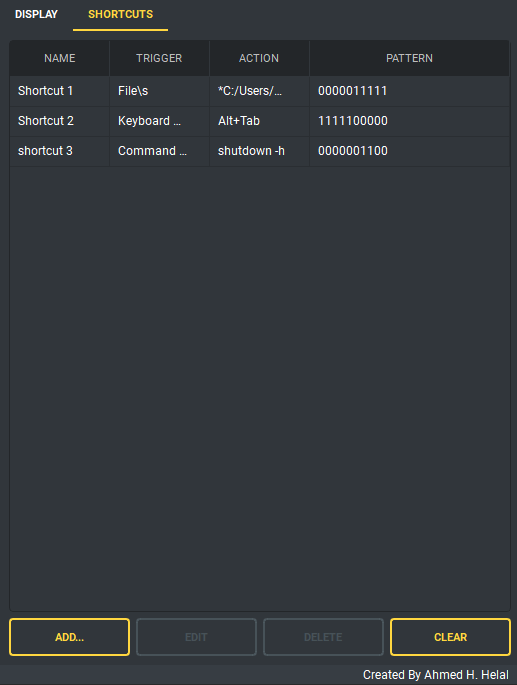 DISPLAY SHORTCUTS
NAME TRIGGER ACTION PATTERN
Shortcut 1 File\s *C:/Users/... 0000011111
Shortcut 2 Keyboard ... Alt+Tab 1111100000
shortcut 3 Command ... shutdown -h 0000001100
ADD... EDIT DELETE CLEAR
Created By Ahmed H. Helal